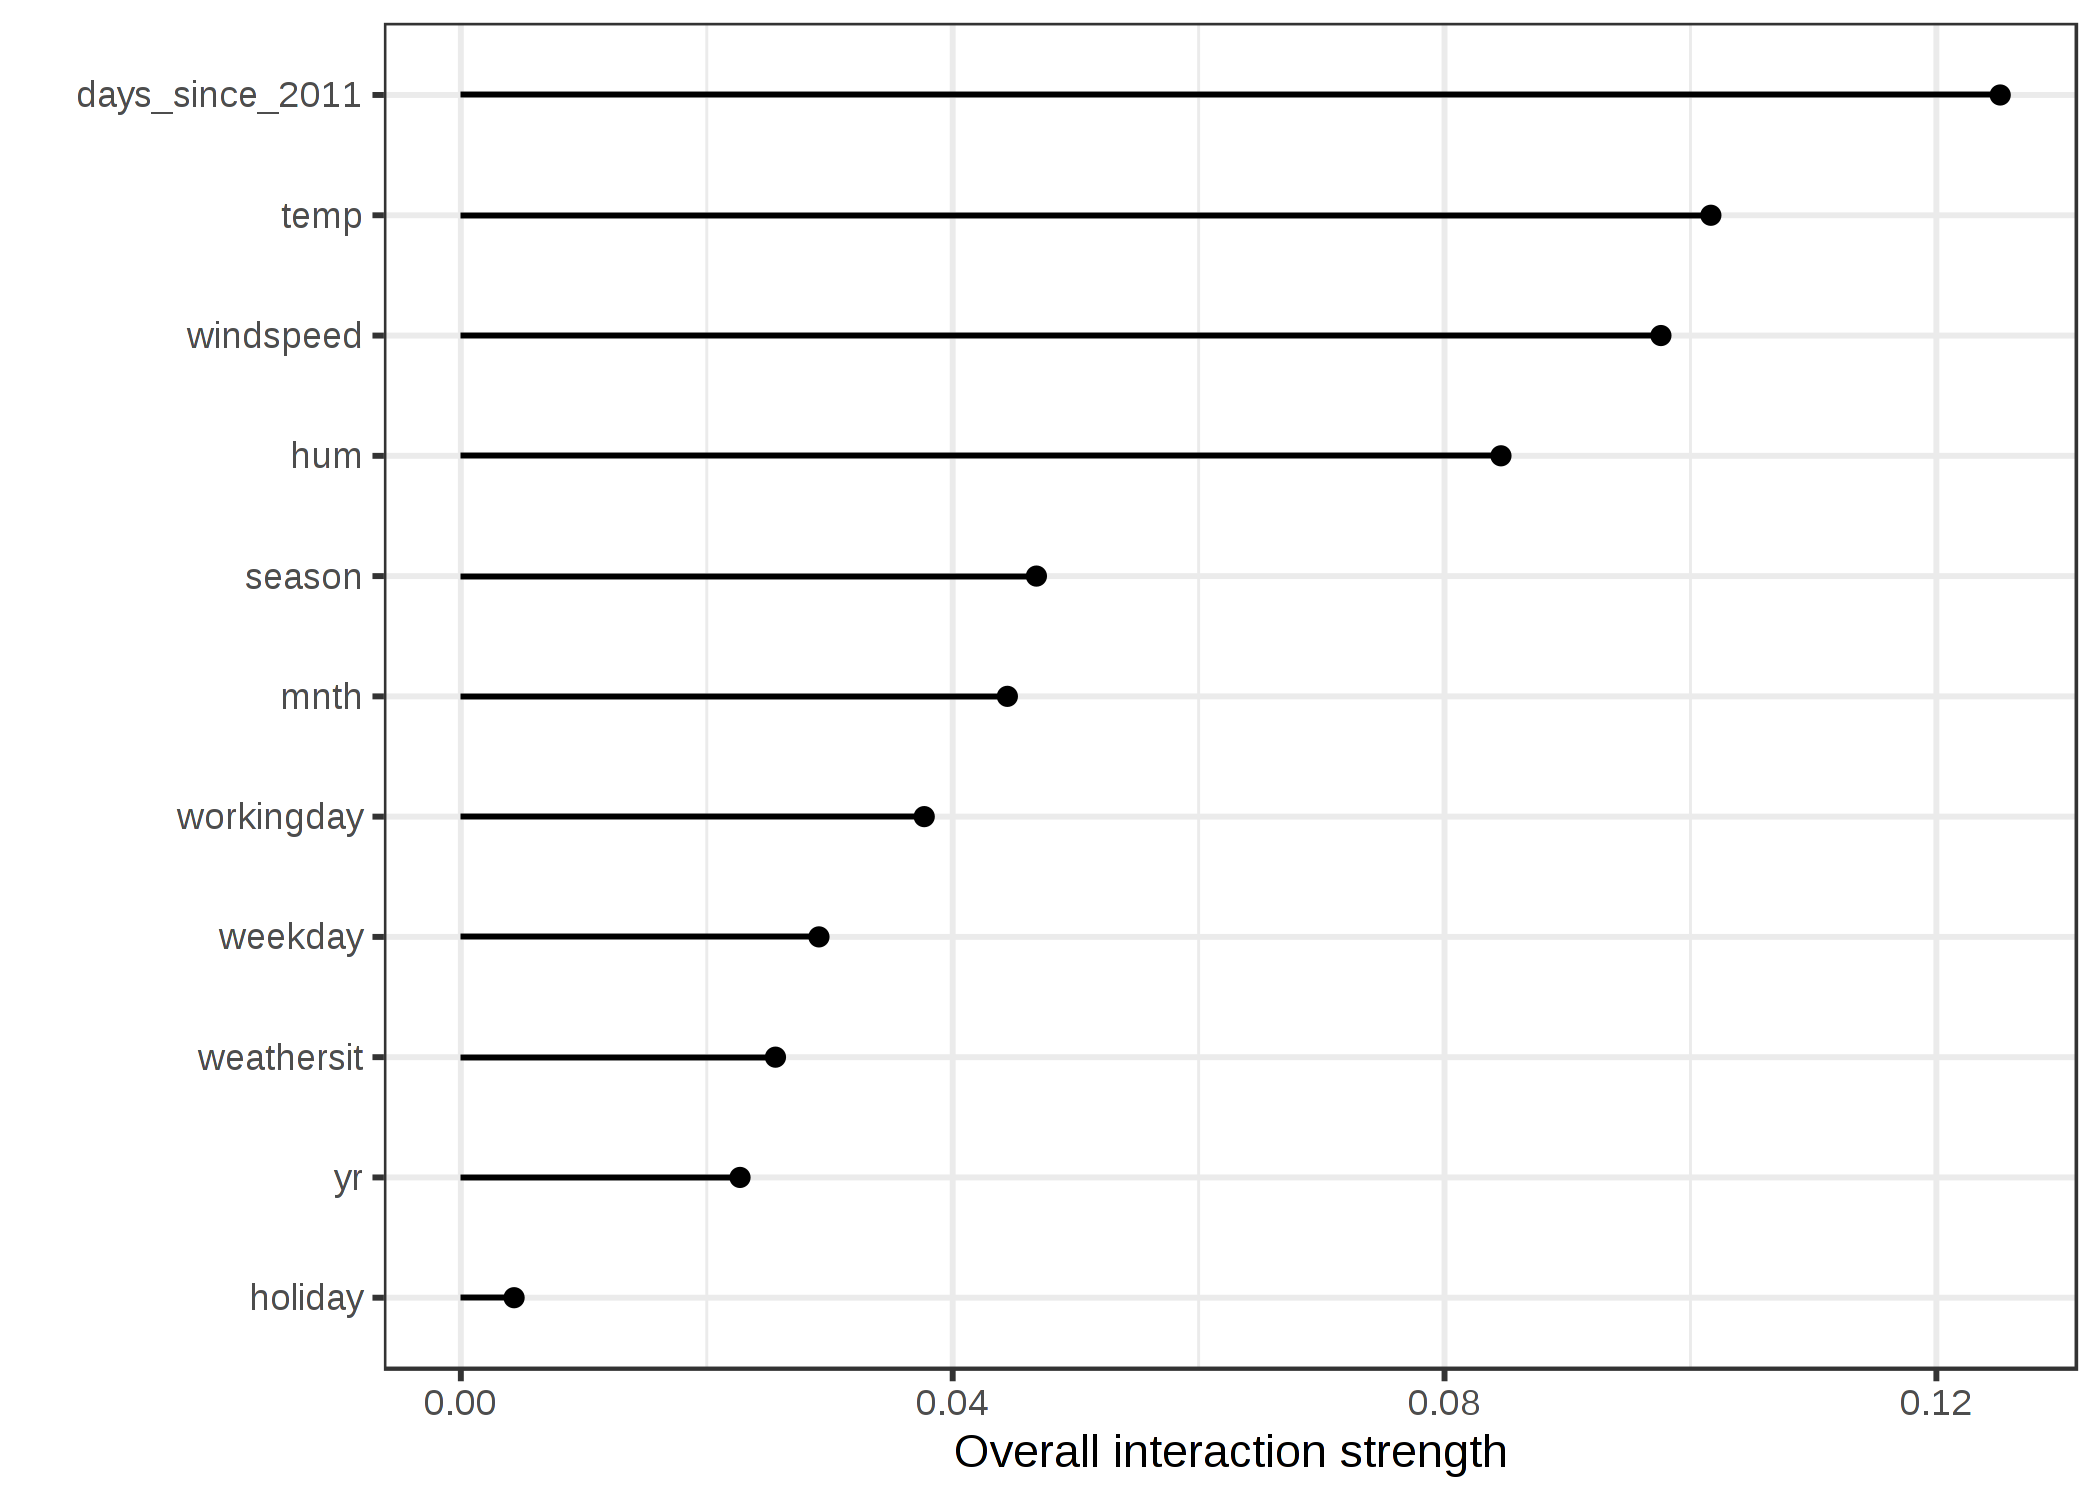 days_since_2011
temp
windspeed
hum
season
mnth
workingday
weekday
weathersit
yr
holiday
0.00 0.04 0.08 0.12
Overall interaction strength